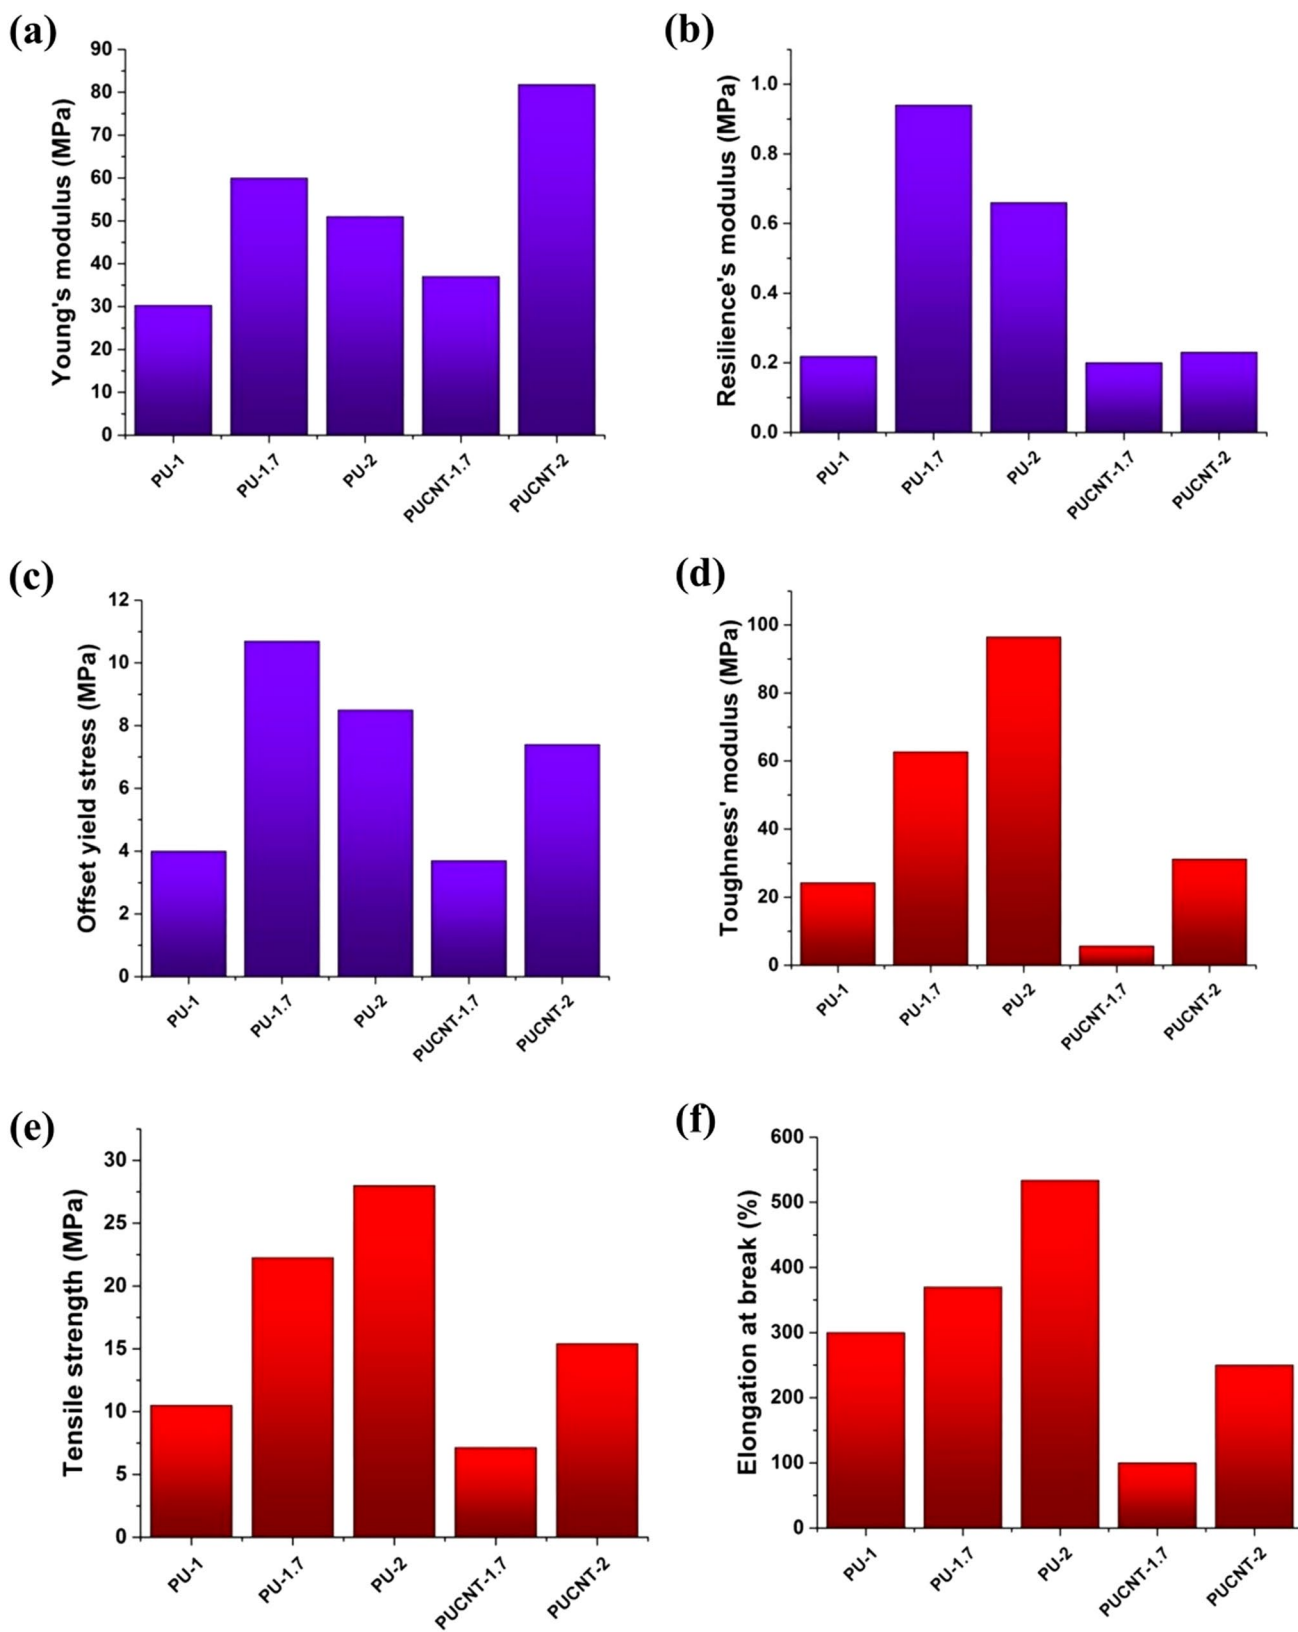 (a)
Young's modulus (MPa)
90
80
70
60
50
40
30
20
10
0
PU-1
PU-1.7
PU-2
PUCNT-1.7
PUCNT-2
(b)
Resilience's modulus (MPa)
1.0
0.8
0.6
0.4
0.2
0.0
PU-1
PU-1.7
PU-2
PUCNT-1.7
PUCNT-2
(c)
Offset yield stress (MPa)
12
10
8
6
4
2
0
PU-1
PU-1.7
PU-2
PUCNT-1.7
PUCNT-2
(d)
Toughness' modulus (MPa)
100
80
60
40
20
0
PU-1
PU-1.7
PU-2
PUCNT-1.7
PUCNT-2
(e)
Tensile strength (MPa)
30
25
20
15
10
5
0
PU-1
PU-1.7
PU-2
PUCNT-1.7
PUCNT-2
(f)
Elongation at break (%)
600
500
400
300
200
100
0
PU-1
PU-1.7
PU-2
PUCNT-1.7
PUCNT-2